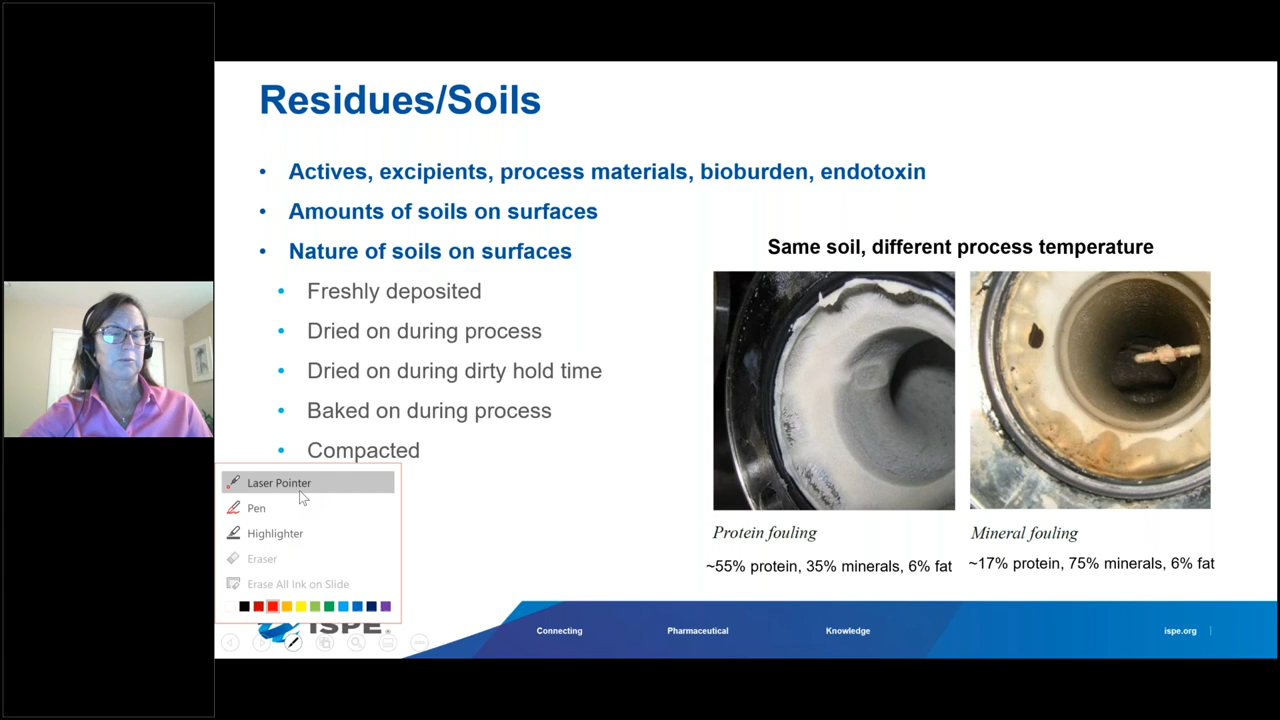 Residues/Soils
• Actives, excipients, process materials, bioburden, endotoxin
• Amounts of soils on surfaces
• Nature of soils on surfaces
• Freshly deposited
• Dried on during process
• Dried on during dirty hold time
• Baked on during process
• Compacted
Same soil, different process temperature
Protein fouling
~55% protein, 35% minerals, 6% fat
Mineral fouling
~17% protein, 75% minerals, 6% fat
Laser Pointer
Pen
Highlighter
Eraser
Erase All Ink on Slide
ISPE
Connecting
Pharmaceutical
Knowledge
ispe.org